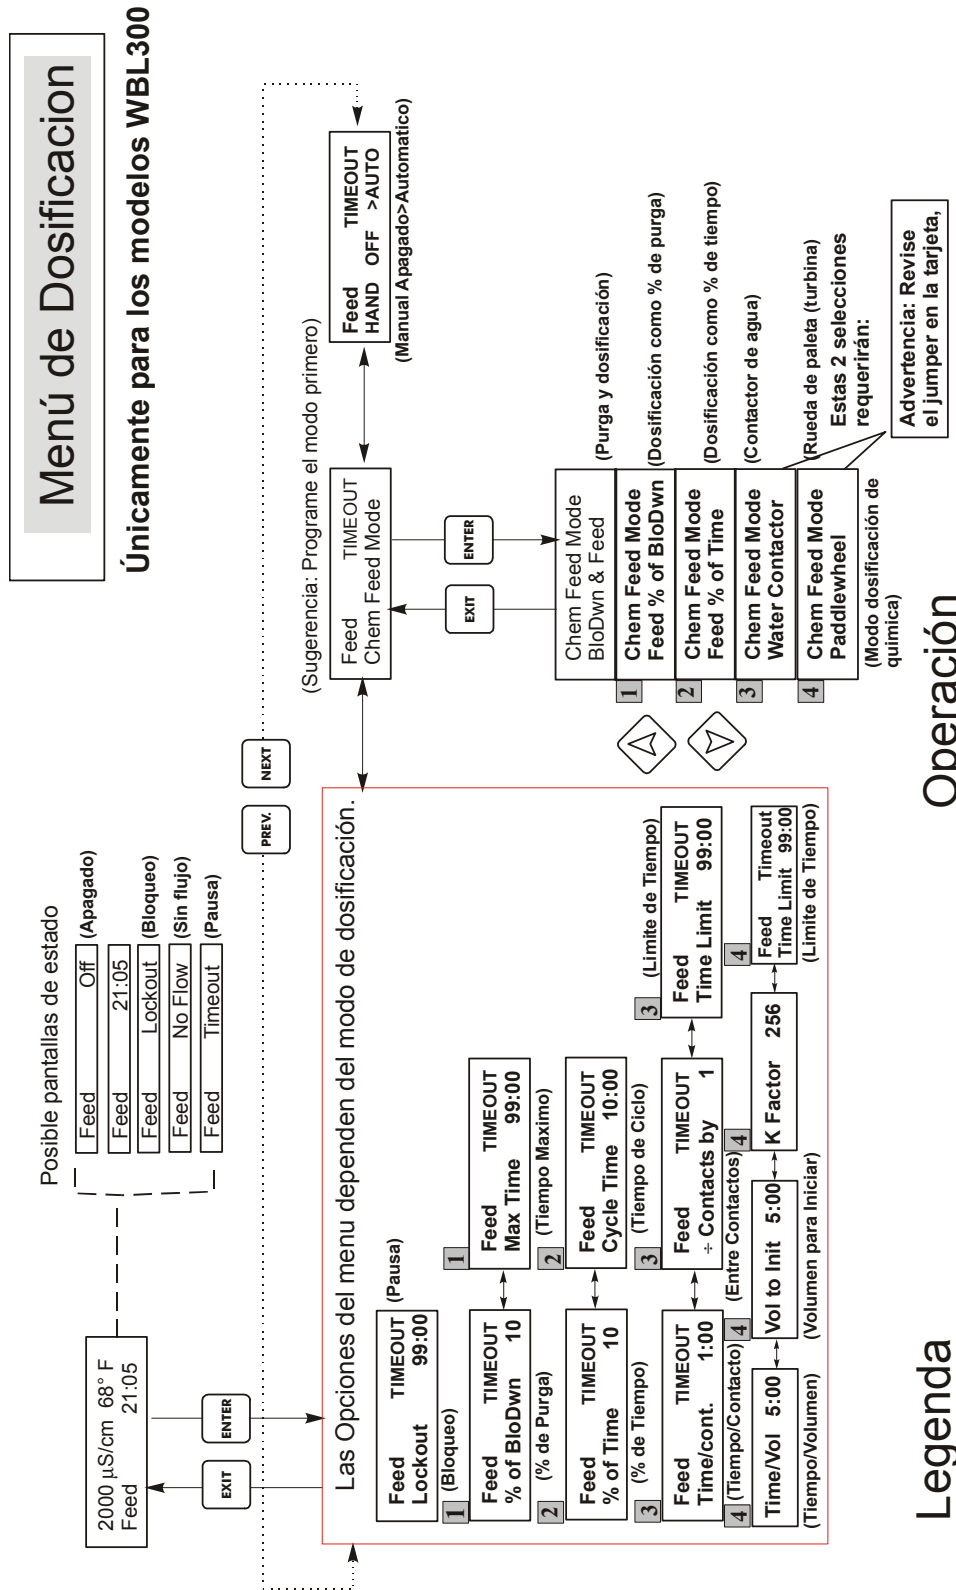 Menú de Dosificacion
Únicamente para los modelos WBL300
2000 µS/cm 68° F
Feed 21:05
Posible pantallas de estado
Feed Off (Apagado)
Feed 21:05
Feed Lockout (Bloqueo)
Feed No Flow (Sin flujo)
Feed Timeout (Pausa)
EXIT
ENTER
PREV.
NEXT
Las Opciones del menu dependen del modo de dosificación.
Feed TIMEOUT
Lockout 99:00
(Pausa)
(Bloqueo)
1
Feed TIMEOUT
% of BloDwn 10
(% de Purga)
1
Feed TIMEOUT
Max Time 99:00
(Tiempo Maximo)
2
Feed TIMEOUT
% of Time 10
(% de Tiempo)
2
Feed TIMEOUT
Cycle Time 10:00
(Tiempo de Ciclo)
3
Feed TIMEOUT
Time/cont. 1:00
(Tiempo/Contacto)
3
Feed TIMEOUT
÷ Contacts by 1
(Entre Contactos)
3
(Limite de Tiempo)
Feed TIMEOUT
Time Limit 99:00
4
Time/Vol 5:00
(Tiempo/Volumen)
4
Vol to Init 5:00
(Volumen para Iniciar)
4
K Factor 256
4
Feed Timeout
Time Limit 99:00
(Limite de Tiempo)
(Sugerencia: Programe el modo primero)
Feed TIMEOUT
Chem Feed Mode
Feed TIMEOUT
HAND OFF >AUTO
(Manual Apagado>Automatico)
EXIT
ENTER
Chem Feed Mode
BloDwn & Feed
(Purga y dosificación)
1
Chem Feed Mode
Feed % of BloDwn
(Dosificación como % de purga)
2
Chem Feed Mode
Feed % of Time
(Dosificación como % de tiempo)
3
Chem Feed Mode
Water Contactor
(Contactor de agua)
4
Chem Feed Mode
Paddlewheel
(Rueda de paleta (turbina)
(Modo dosificación de
quimica)
Estas 2 selecciones
requerirán:
Advertencia: Revise
el jumper en la tarjeta,
Legenda
Operación